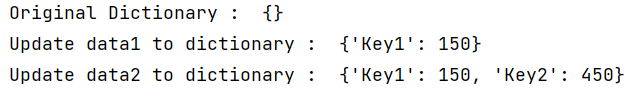 Original Dictionary :  {}
Update data1 to dictionary :  {'Key1': 150}
Update data2 to dictionary :  {'Key1': 150, 'Key2': 450}